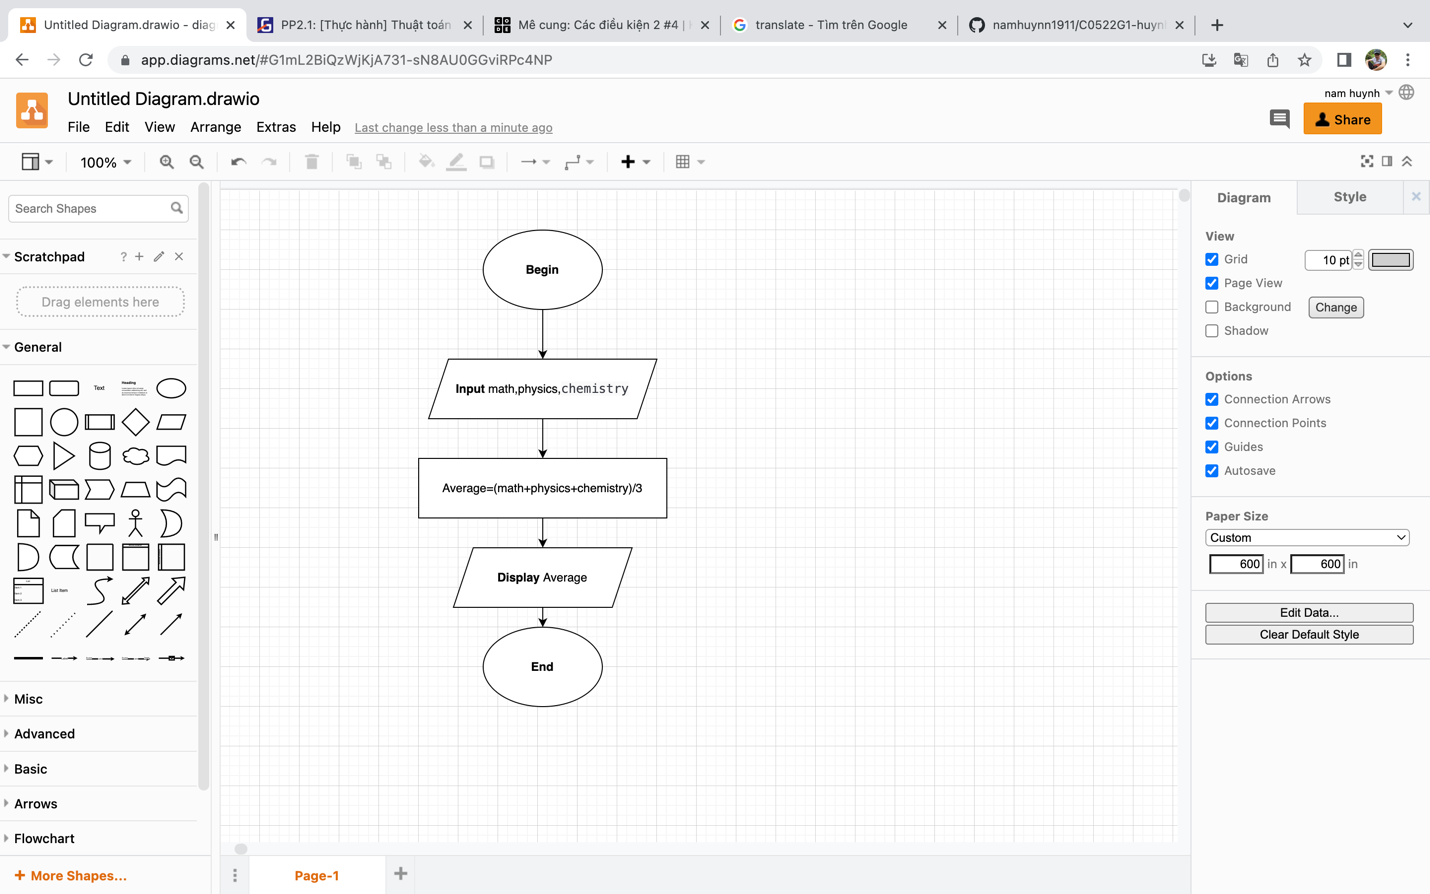 Untitled Diagram.drawio - diag
PP2.1: [Thực hành] Thuật toán
Mê cung: Các điều kiện 2 #4 |
translate - Tìm trên Google
namhuynn1911/C0522G1-huyn
app.diagrams.net/#G1mL2BiQzWjKjA731-sN8AU0GGviRPc4NP
Untitled Diagram.drawio
nam huynh
File Edit View Arrange Extras Help Last change less than a minute ago
Share
100%
Search Shapes
Scratchpad
?
Drag elements here
General
Text
Heading
List Item
Misc
Advanced
Basic
Arrows
Flowchart
+ More Shapes...
Begin
Input math,physics,chemistry
Average=(math+physics+chemistry)/3
Display Average
End
Page-1
Diagram
Style
View
Grid
10 pt
Page View
Background
Change
Shadow
Options
Connection Arrows
Connection Points
Guides
Autosave
Paper Size
Custom
600 in x 600 in
Edit Data...
Clear Default Style